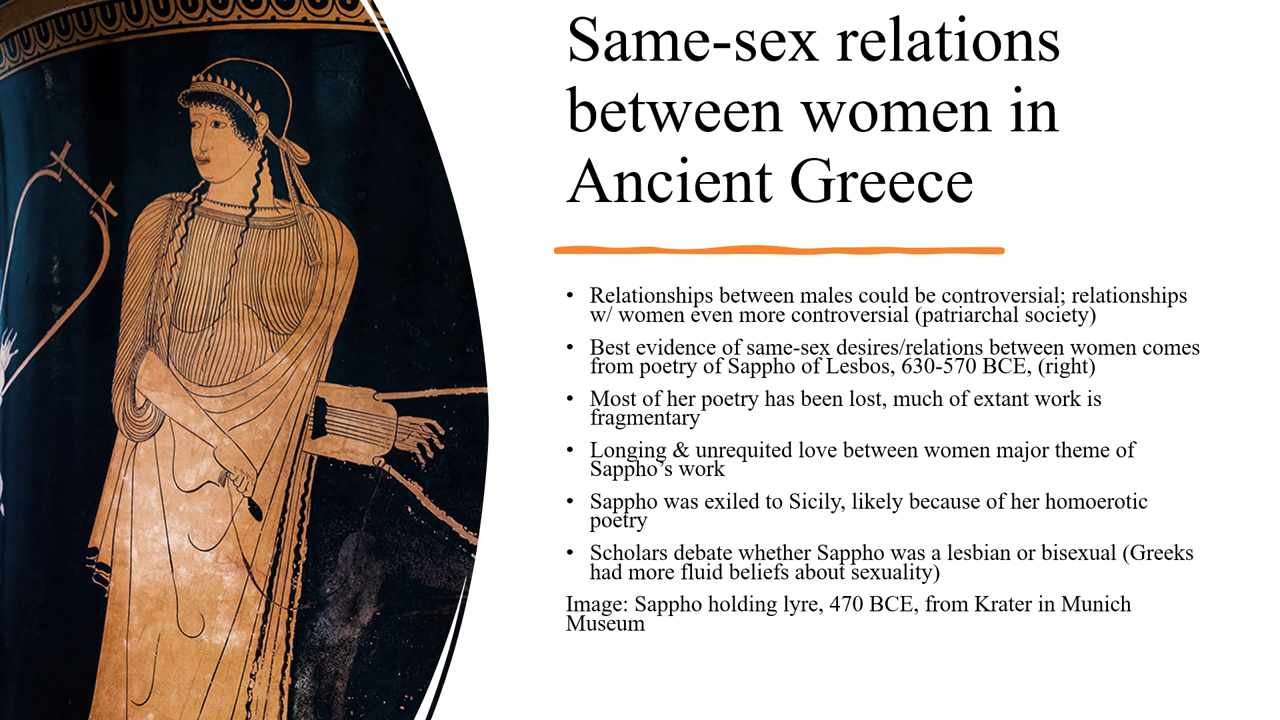 Same-sex relations
between women in
Ancient Greece
• Relationships between males could be controversial; relationships
w/ women even more controversial (patriarchal society)
• Best evidence of same-sex desires/relations between women comes
from poetry of Sappho of Lesbos, 630-570 BCE, (right)
• Most of her poetry has been lost, much of extant work is
fragmentary
• Longing & unrequited love between women major theme of
Sappho's work
• Sappho was exiled to Sicily, likely because of her homoerotic
poetry
• Scholars debate whether Sappho was a lesbian or bisexual (Greeks
had more fluid beliefs about sexuality)
Image: Sappho holding lyre, 470 BCE, from Krater in Munich
Museum